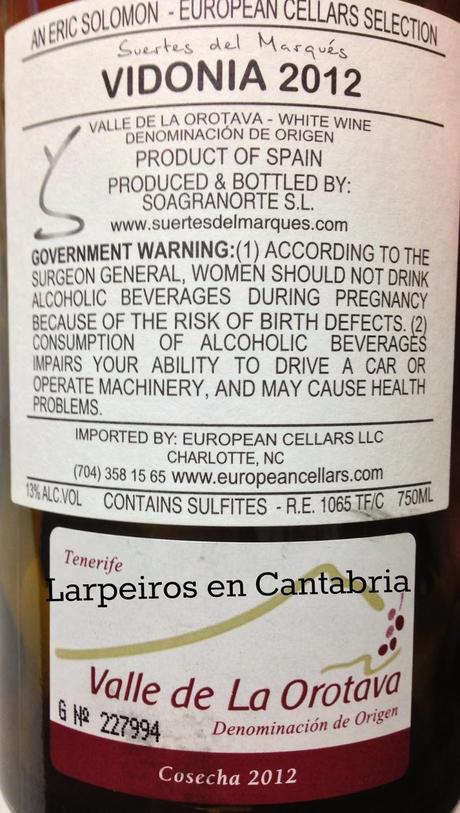 AN ERIC SOLOMON - EUROPEAN CELLARS SELECTION
Suertes del Marqués
VIDONIA 2012
VALLE DE LA OROTAVA - WHITE WINE
DENOMINACIÓN DE ORIGEN
PRODUCT OF SPAIN
PRODUCED & BOTTLED BY:
SOAGRANORTE S.L.
www.suertesdelmarques.com
GOVERNMENT WARNING:(1) ACCORDING TO THE
SURGEON GENERAL, WOMEN SHOULD NOT DRINK
ALCOHOLIC BEVERAGES DURING PREGNANCY
BECAUSE OF THE RISK OF BIRTH DEFECTS. (2)
CONSUMPTION OF ALCOHOLIC BEVERAGES
IMPAIRS YOUR ABILITY TO DRIVE A CAR OR
OPERATE MACHINERY, AND MAY CAUSE HEALTH
PROBLEMS.
IMPORTED BY: EUROPEAN CELLARS LLC
CHARLOTTE, NC
(704) 358 15 65 www.europeancellars.com
13% ALC.VOL CONTAINS SULFITES - R.E. 1065 TF/C 750ML
Tenerife
Larpeiros en Cantabria
Valle de La Orotava
G Nº 227994
Denominación de Origen
Cosecha 2012